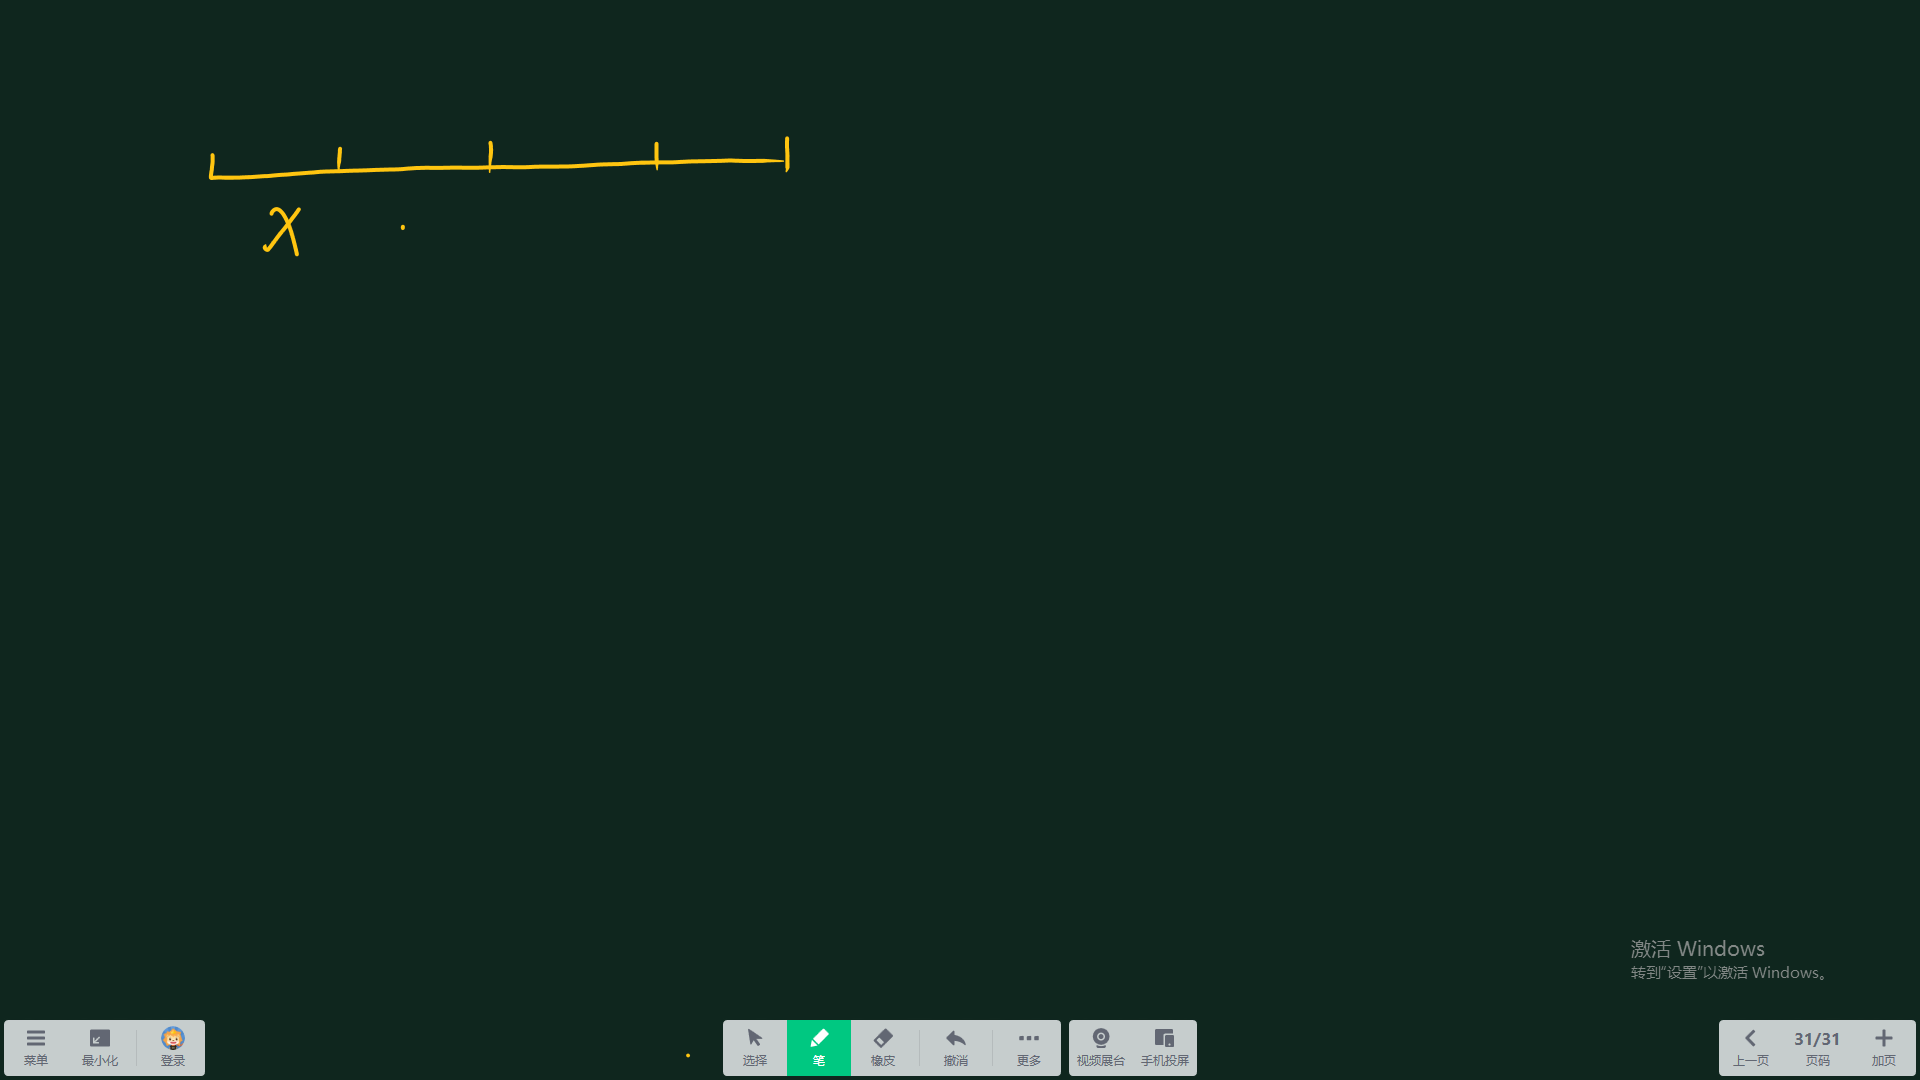 x
激活 Windows
转到“设置”以激活 Windows。
菜单 最小化 登录 选择 笔 橡皮 撤消 更多 视频展台 手机投屏 上一页 31/31 页码 加页